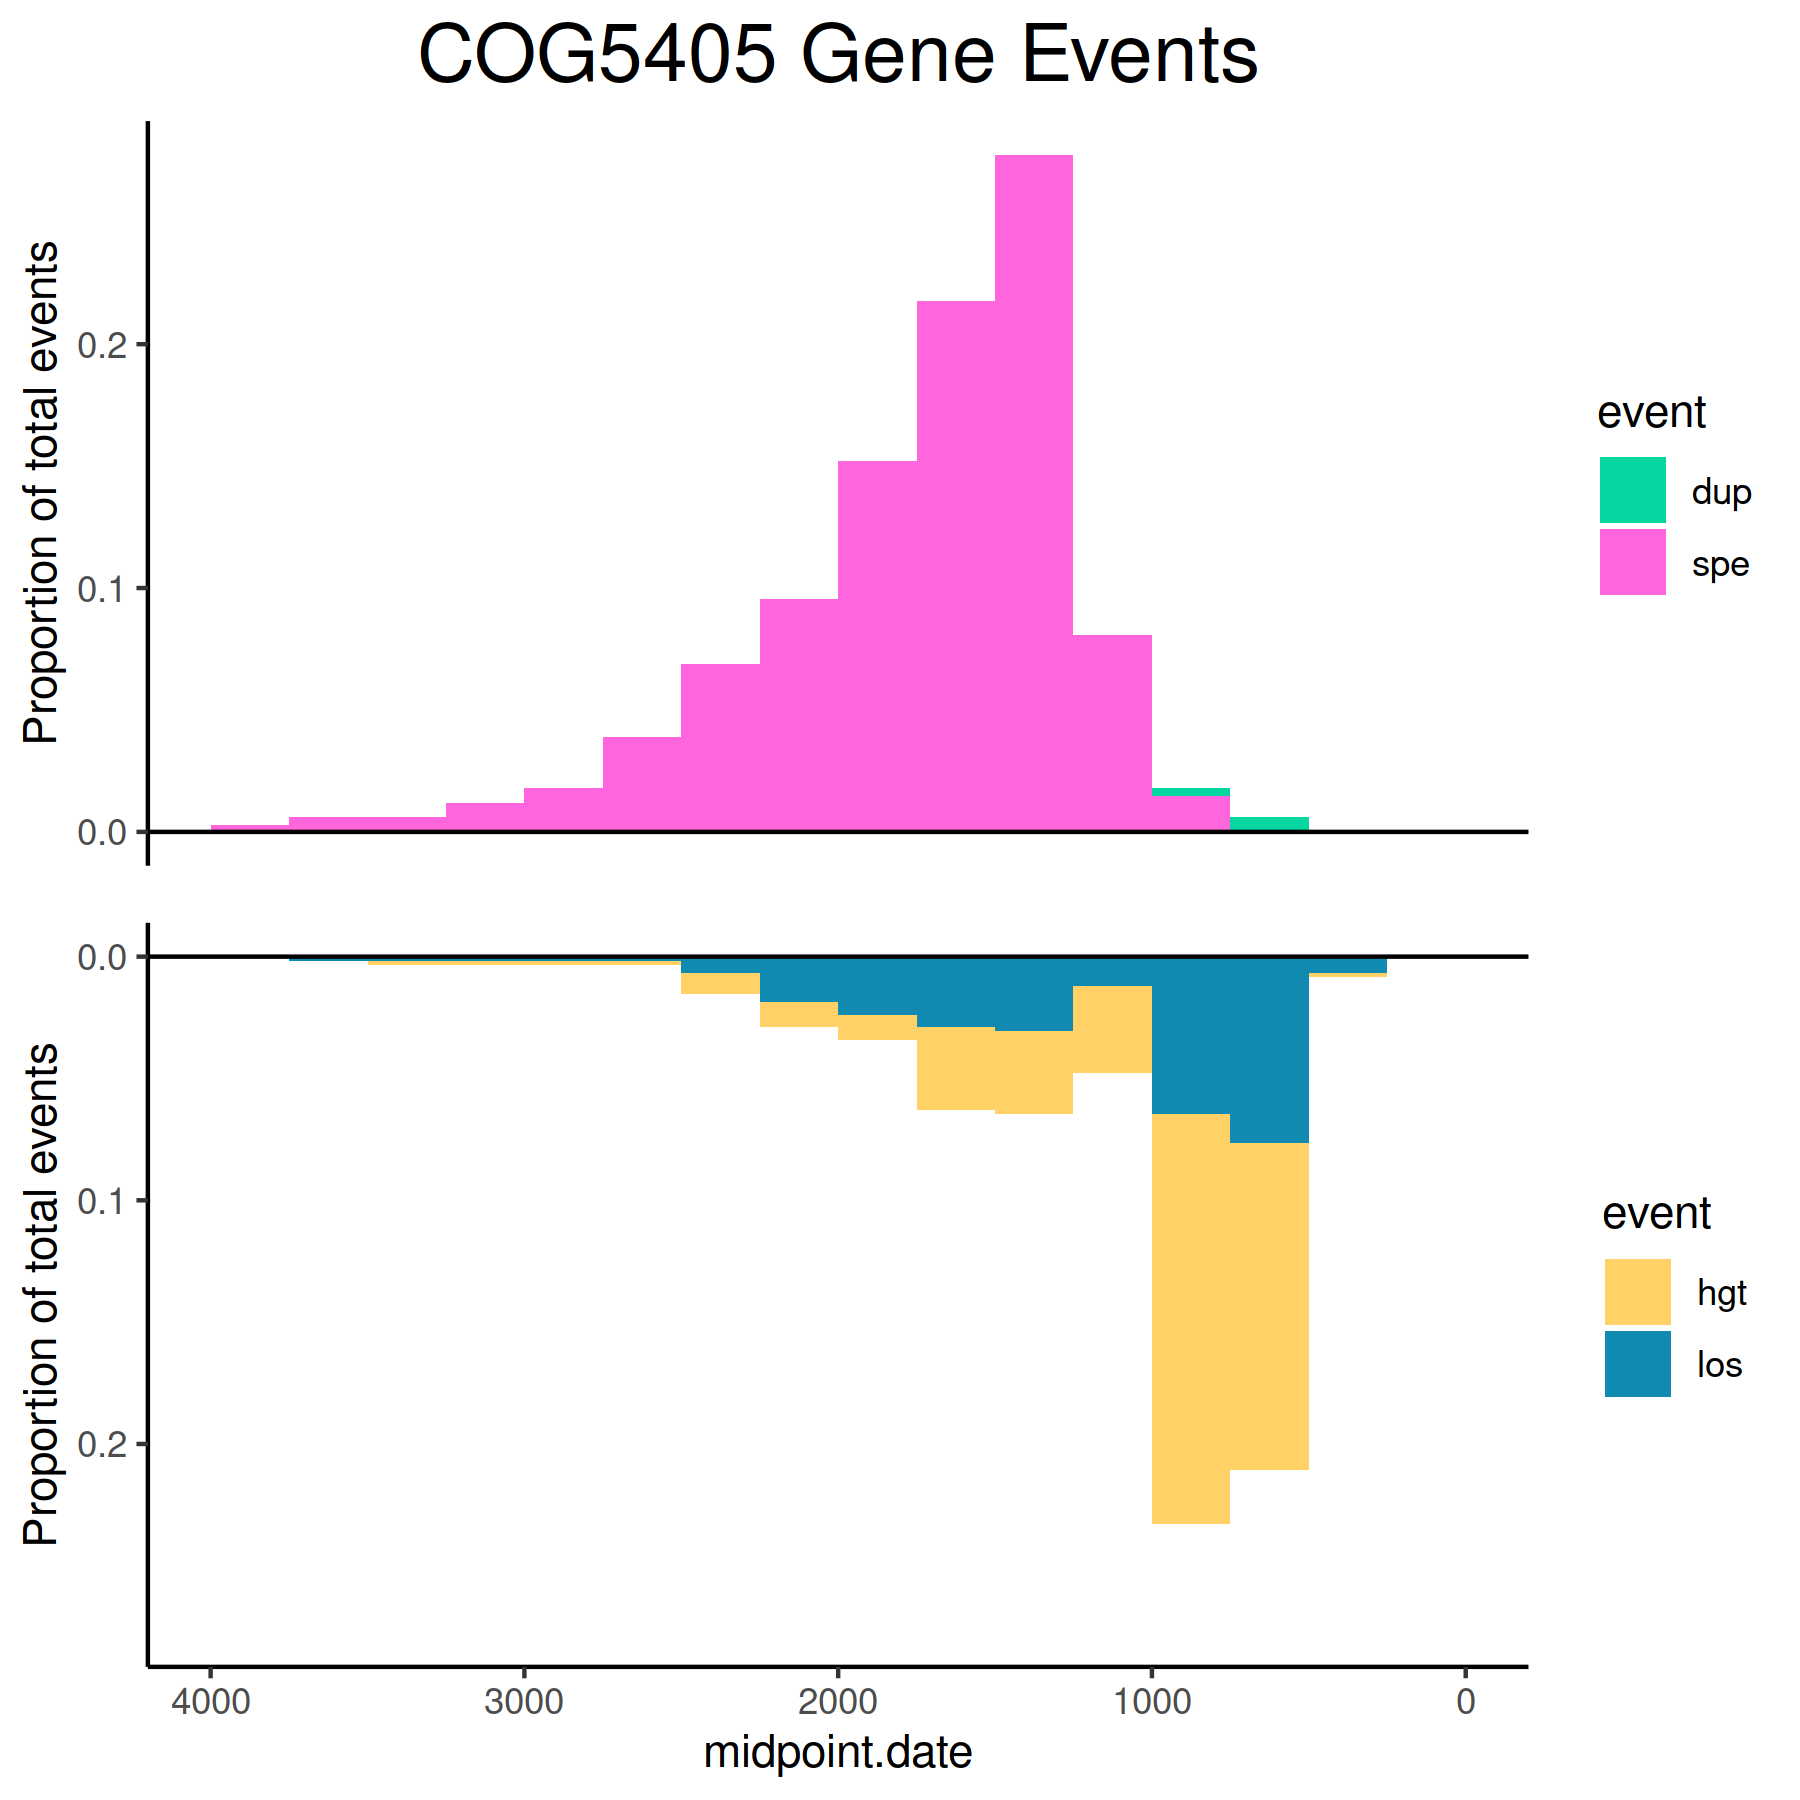 COG5405 Gene Events
Proportion of total events
0.2
0.1
0.0
event
dup
spe
Proportion of total events
0.0
0.1
0.2
event
hgt
los
4000 3000 2000 1000 0
midpoint.date